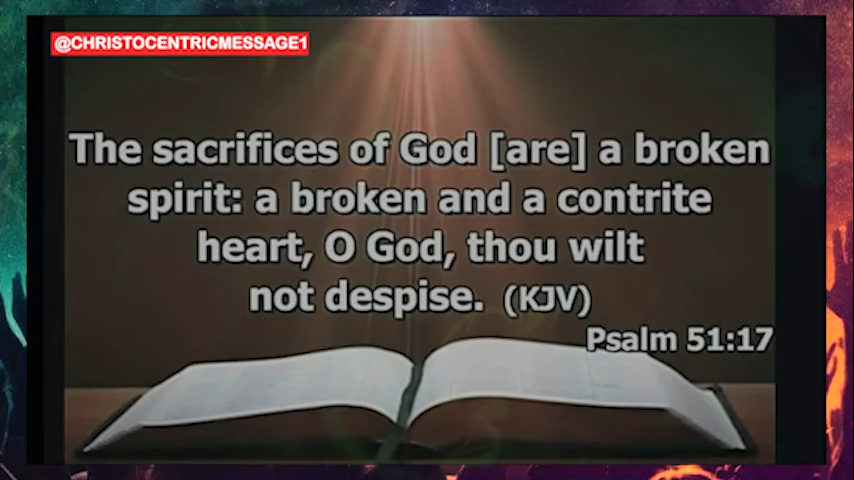 @CHRISTOCENTRICMESSAGE1
The sacrifices of God [are] a broken
spirit: a broken and a contrite
heart, O God, thou wilt
not despise. (KJV)
Psalm 51:17